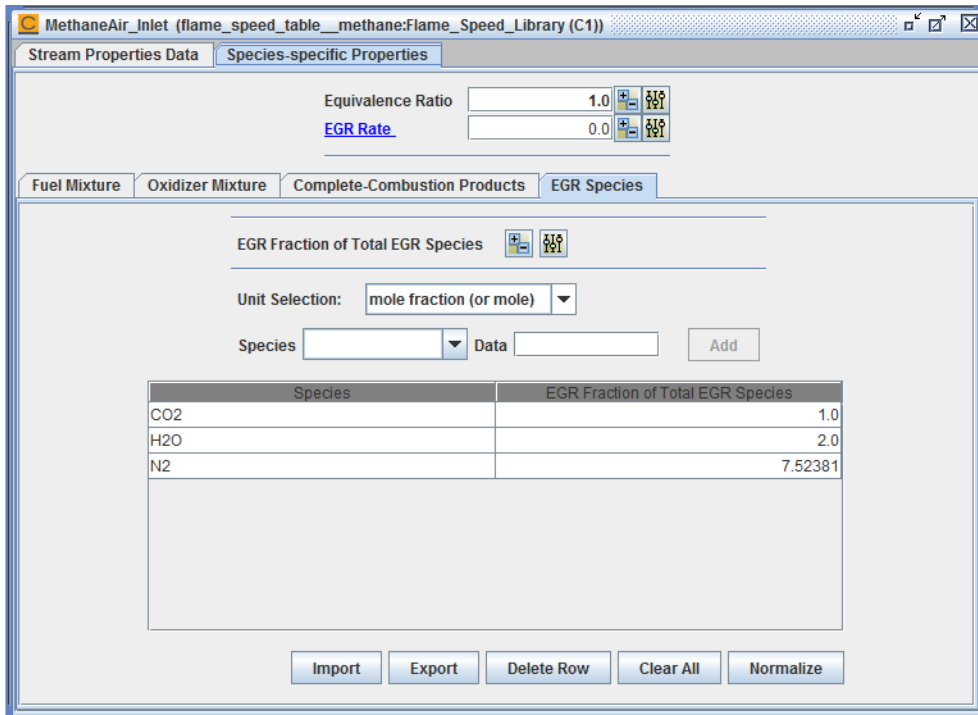 C MethaneAir_Inlet (flame_speed_table__methane:Flame_Speed_Library (C1))
Stream Properties Data Species-specific Properties
Equivalence Ratio 1.0
EGR Rate 0.0
Fuel Mixture Oxidizer Mixture Complete-Combustion Products EGR Species
EGR Fraction of Total EGR Species
Unit Selection: mole fraction (or mole)
Species Data Add
Species EGR Fraction of Total EGR Species
CO2 1.0
H2O 2.0
N2 7.52381
Import Export Delete Row Clear All Normalize